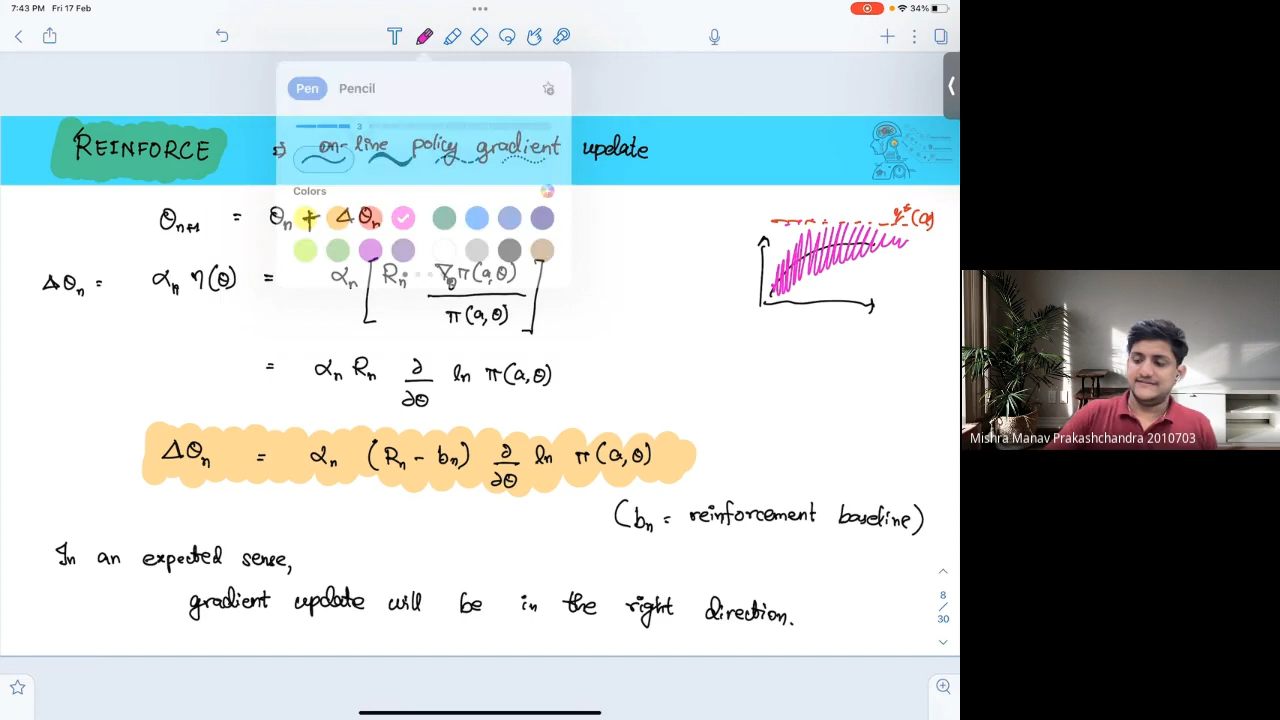 7:43 PM Fri 17 Feb
34%
Pen
Pencil
3
REINFORCE ⇒ on-line policy gradient update
Colors
θn+1 = θn + Δθn
q*(a)
Δθn = αn η(θ) = αn [ Rn ∇θ π(a,θ) / π(a,θ) ]
= αn Rn ∂/∂θ ln π(a,θ)
Δθn = αn (Rn - bn) ∂/∂θ ln π(a,θ)
(bn = reinforcement baseline)
In an expected sense,
gradient update will be in the right direction.
8
/
30
Mishra Manav Prakashchandra 2010703